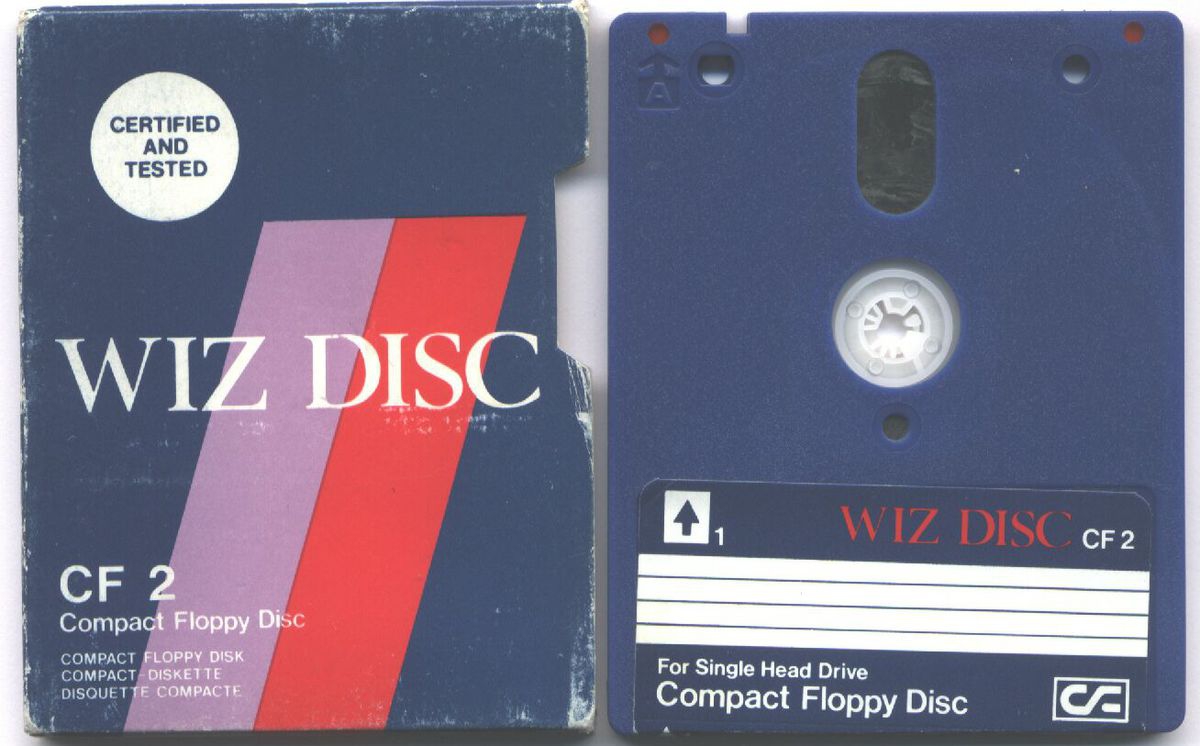 CERTIFIED
AND
TESTED
WIZ DISC
CF 2
Compact Floppy Disc
COMPACT FLOPPY DISK
COMPACT-DISKETTE
DISQUETTE COMPACTE
A
1
WIZ DISC CF 2
For Single Head Drive
Compact Floppy Disc
CF